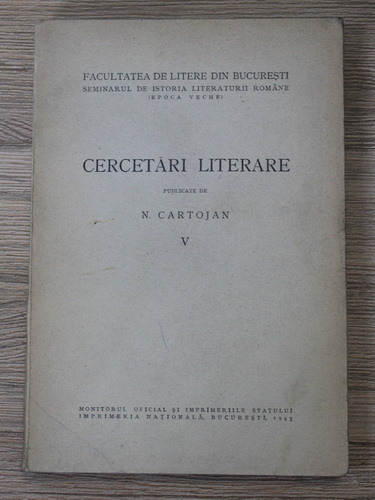 FACULTATEA DE LITERE DIN BUCUREȘTI
SEMINARUL DE ISTORIA LITERATURII ROMÂNE
(EPOCA VECHE)
CERCETĂRI LITERARE
PUBLICATE DE
N. CARTOJAN
V
MONITORUL OFICIAL ȘI IMPRIMERIILE STATULUI
IMPRIMERIA NAȚIONALĂ, BUCUREȘTI, 1943